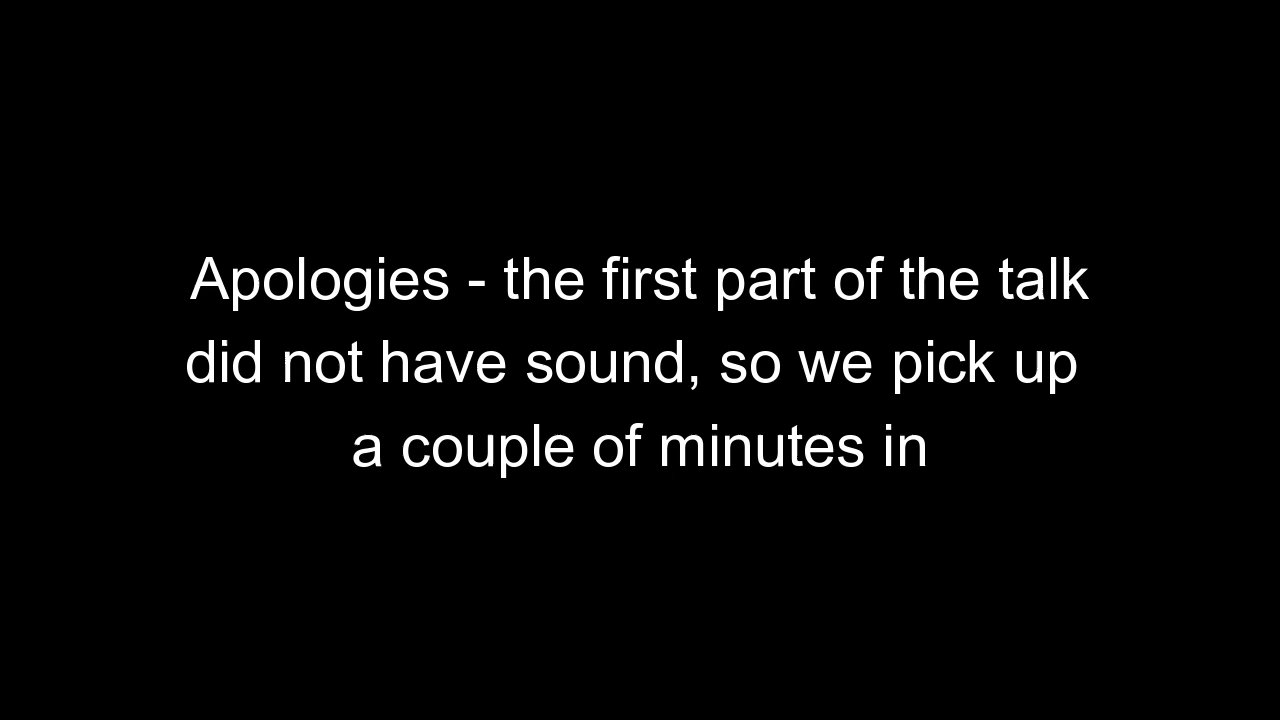 Apologies - the first part of the talk
did not have sound, so we pick up
a couple of minutes in